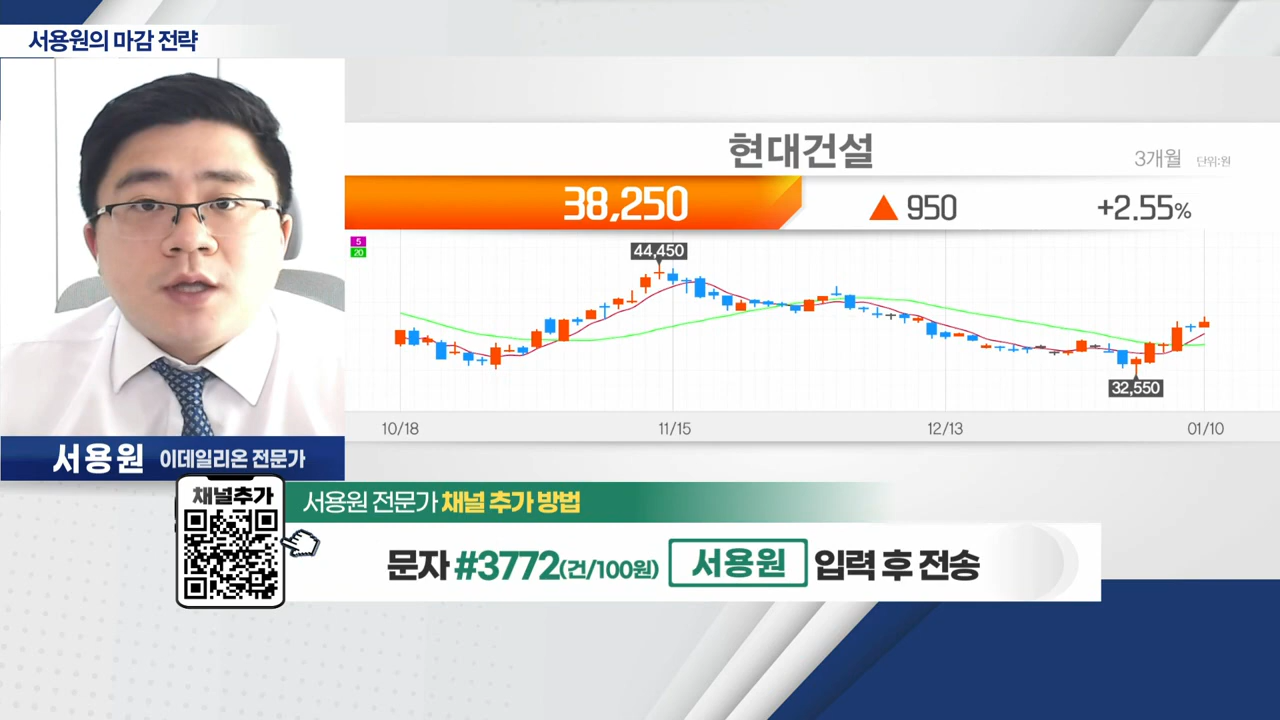 서용원의 마감 전략
현대건설
3개월 단위:원
38,250 ▲ 950 +2.55%
5
20
44,450
32,550
10/18 11/15 12/13 01/10
서용원 이데일리온 전문가
채널추가
서용원 전문가 채널 추가 방법
문자 #3772(건/100원) 서용원 입력 후 전송